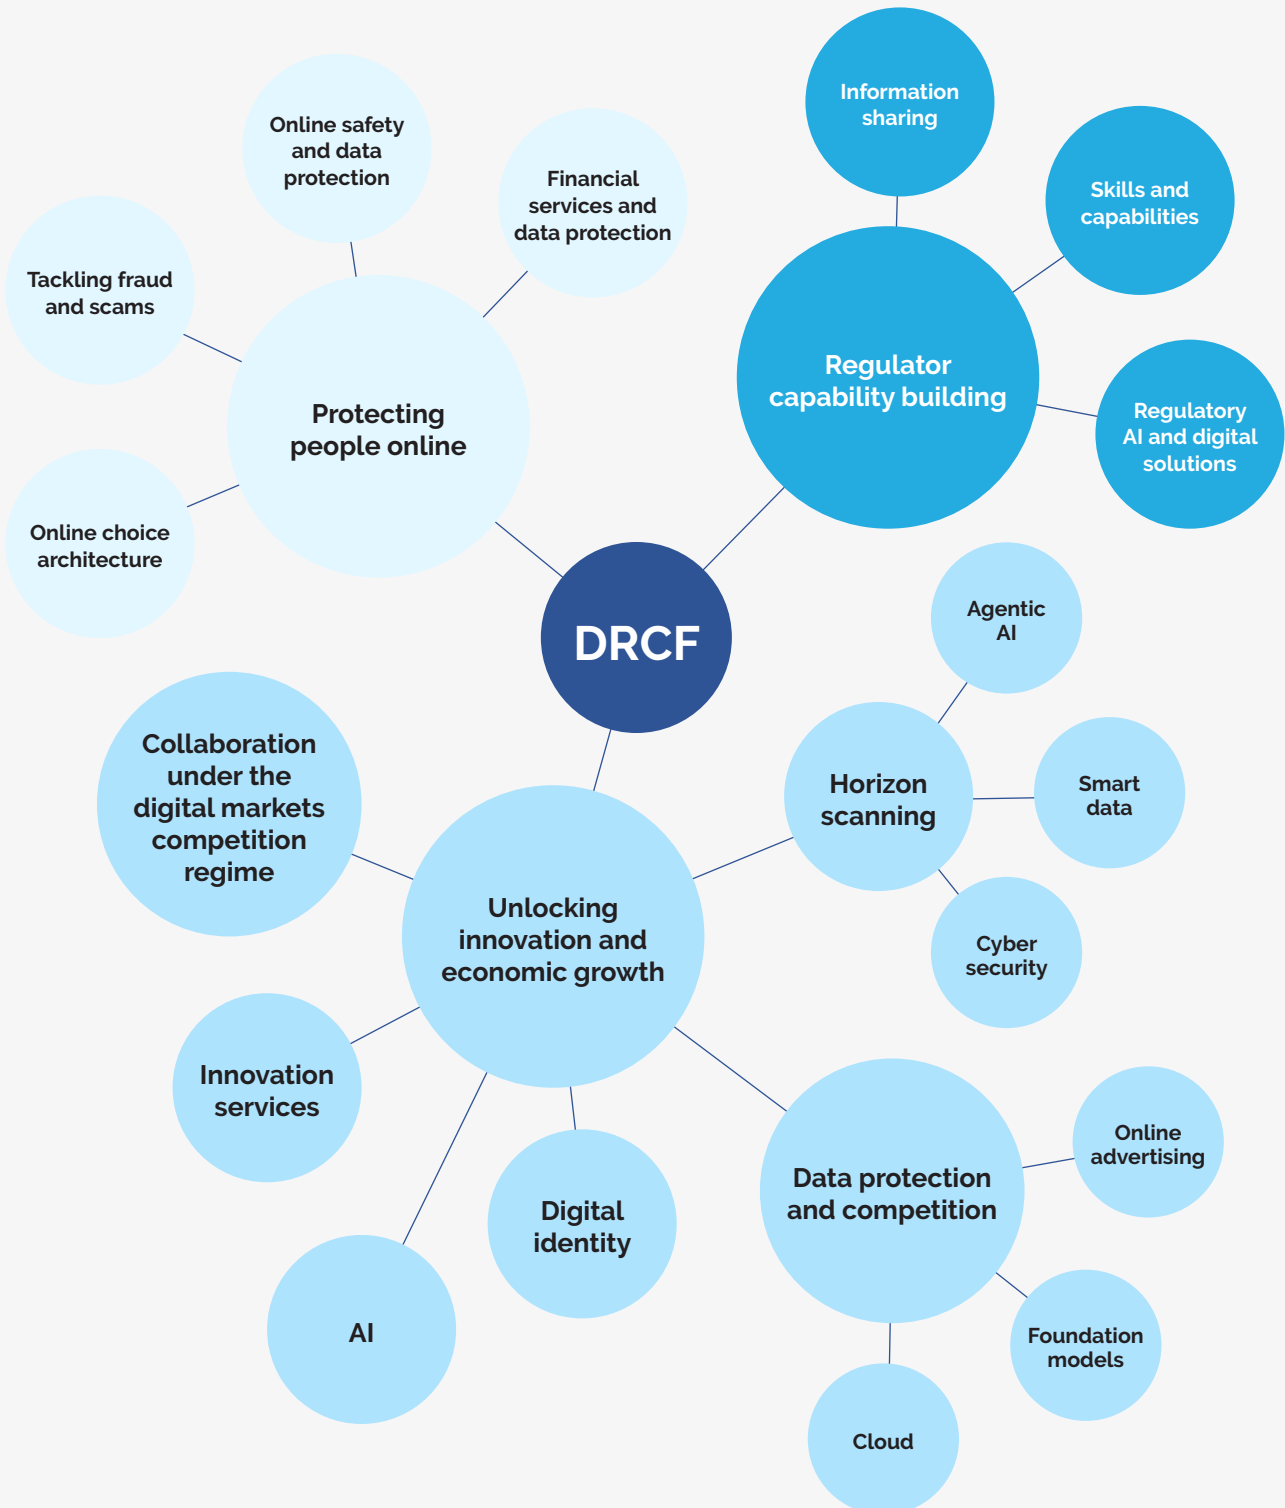 Information
sharing
Online safety
and data
protection
Financial
services and
data protection
Skills and
capabilities
Tackling fraud
and scams
Regulator
capability building
Protecting
people online
Regulatory
AI and digital
solutions
Online choice
architecture
DRCF
Agentic
AI
Collaboration
under the
digital markets
competition
regime
Horizon
scanning
Smart
data
Unlocking
innovation and
economic growth
Cyber
security
Innovation
services
Data protection
and competition
Online
advertising
Digital
identity
AI
Foundation
models
Cloud